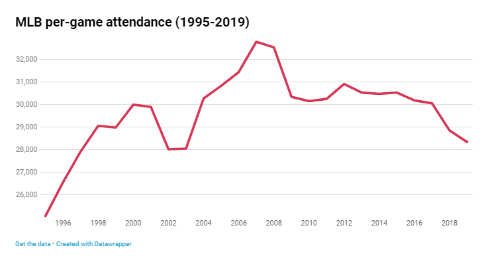 MLB per-game attendance (1995-2019)
32,000
31,000
30,000
29,000
28,000
27,000
26,000
1996 1998 2000 2002 2004 2006 2008 2010 2012 2014 2016 2018
Get the data • Created with Datawrapper